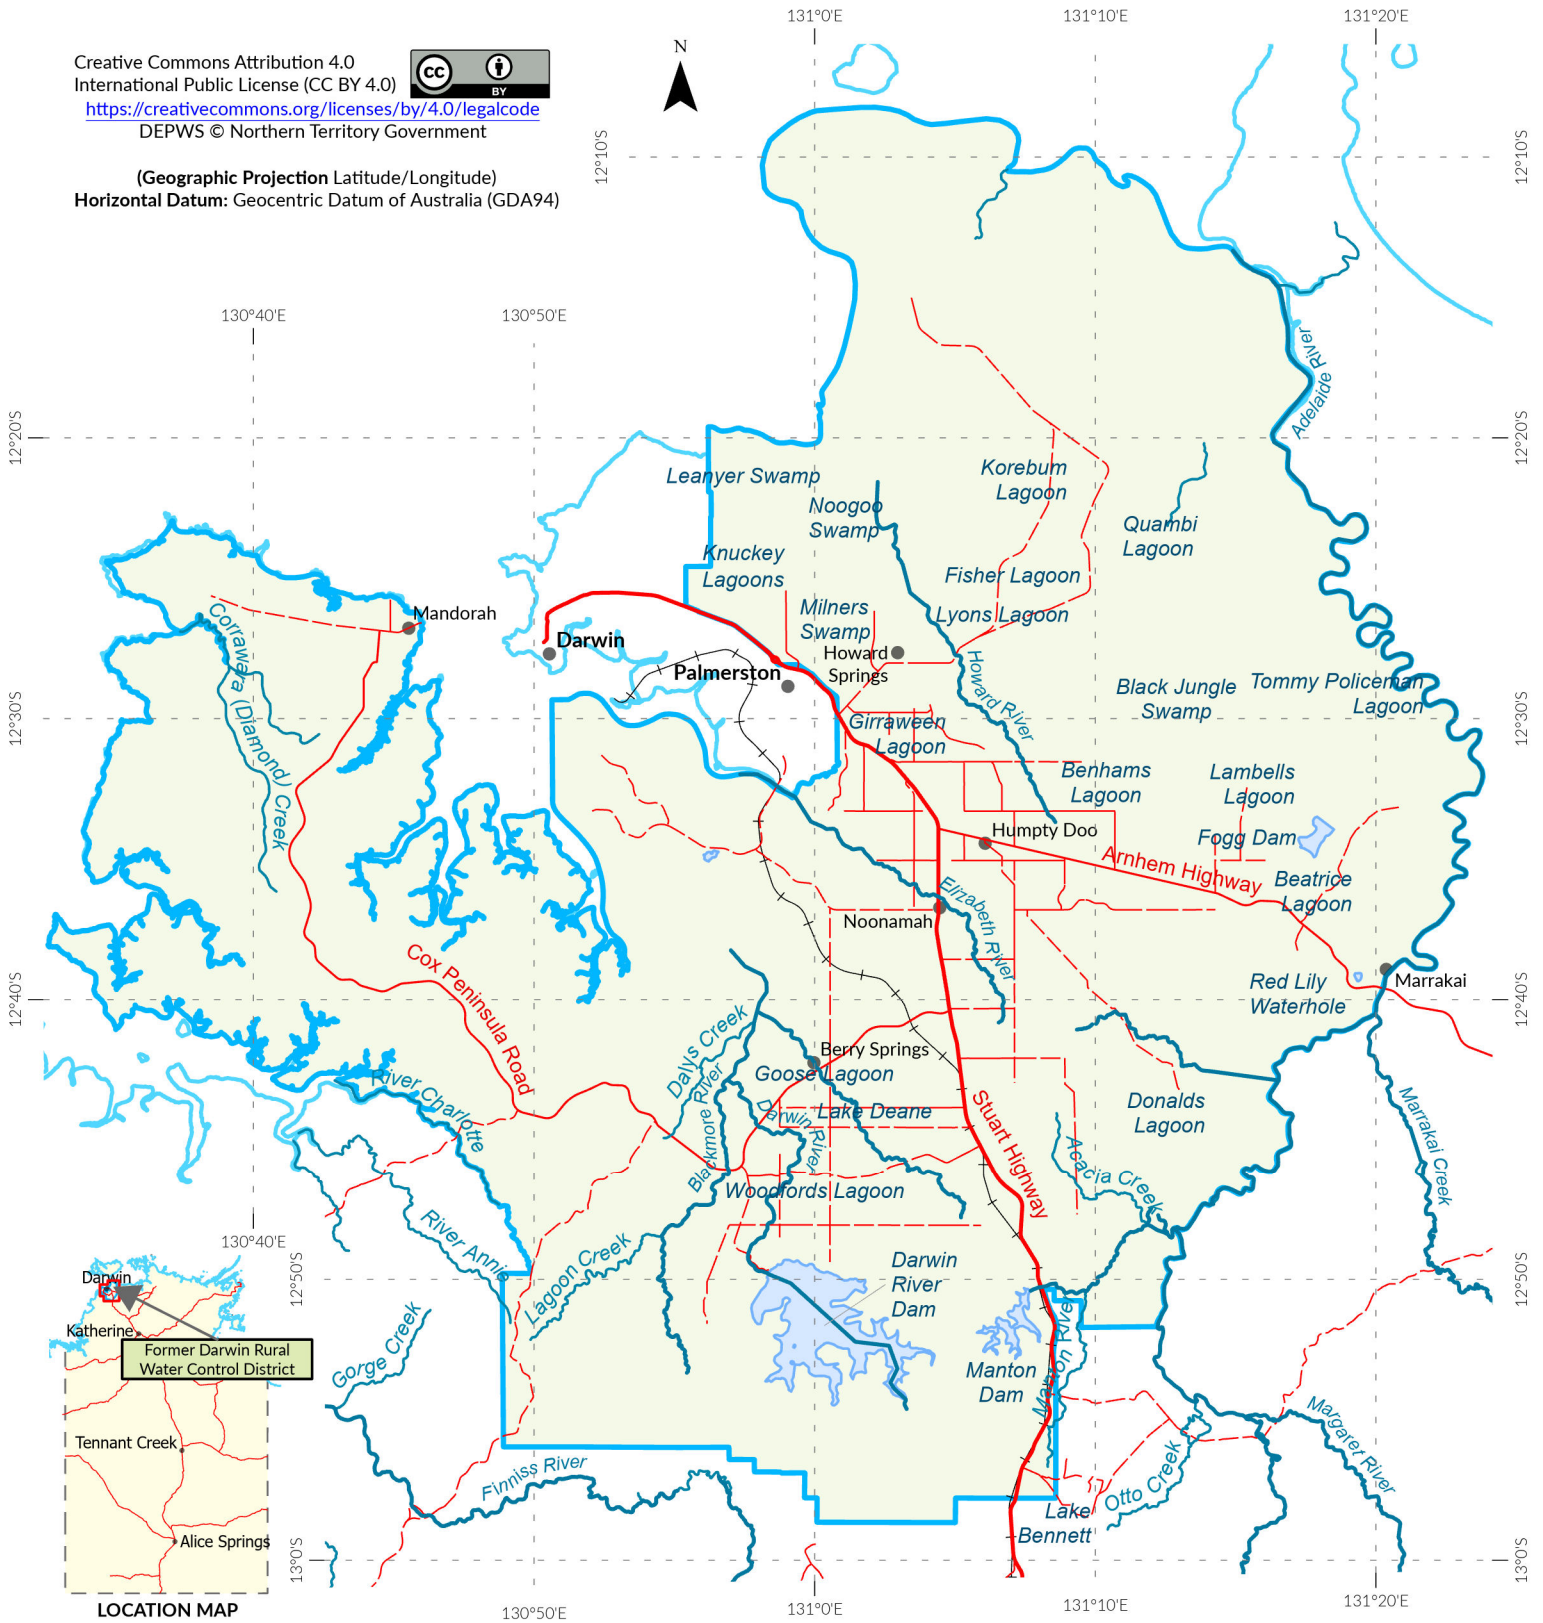 131°0'E
131°10'E
131°20'E
Creative Commons Attribution 4.0
International Public License (CC BY 4.0)
cc
BY
https://creativecommons.org/licenses/by/4.0/legalcode
DEPWS © Northern Territory Government
(Geographic Projection Latitude/Longitude)
Horizontal Datum: Geocentric Datum of Australia (GDA94)
N
12°10'S
12°10'S
130°40'E
130°50'E
Adelaide River
12°20'S
12°20'S
Leanyer Swamp
Korebum
Lagoon
Noogoo
Swamp
Quambi
Lagoon
Knuckey
Lagoons
Fisher Lagoon
Lyons Lagoon
Milners
Swamp
Mandorah
Corrawara (Diamond) Creek
Darwin
Palmerston
Howard
Springs
Howard River
Black Jungle
Swamp
Tommy Policeman
Lagoon
12°30'S
12°30'S
Girraween
Lagoon
Benhams
Lagoon
Lambells
Lagoon
Humpty Doo
Fogg Dam
Arnhem Highway
Beatrice
Lagoon
Noonamah
Elizabeth River
Cox Peninsula Road
Red Lily
Waterhole
Marrakai
12°40'S
12°40'S
Dalys Creek
Berry Springs
Goose Lagoon
River Charlotte
Blackmore River
Darwin River
Lake Deane
Stuart Highway
Donalds
Lagoon
Marrakai Creek
Acacia Creek
Woodfords Lagoon
River Annie
Lagoon Creek
130°40'E
12°50'S
12°50'S
Darwin
River
Dam
Gorge Creek
Manton
Dam
Manton River
Margaret River
Otto Creek
Finniss River
Lake
Bennett
13°0'S
13°0'S
130°50'E
131°0'E
131°10'E
131°20'E
Darwin
Katherine
Former Darwin Rural
Water Control District
Tennant Creek
Alice Springs
LOCATION MAP